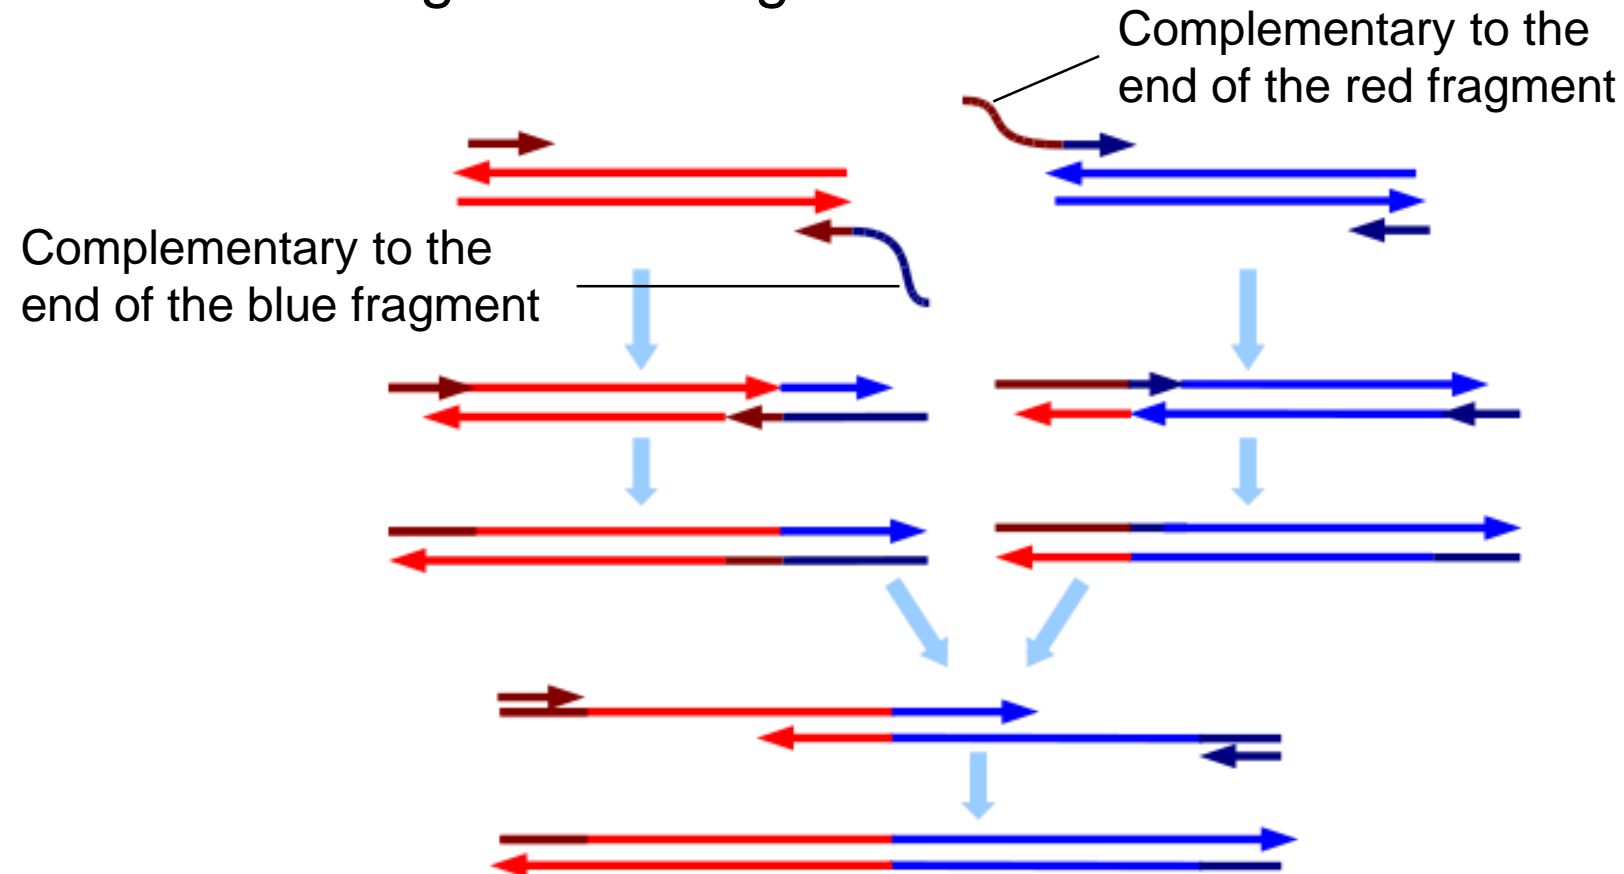 Complementary to the
end of the red fragment
Complementary to the
end of the blue fragment